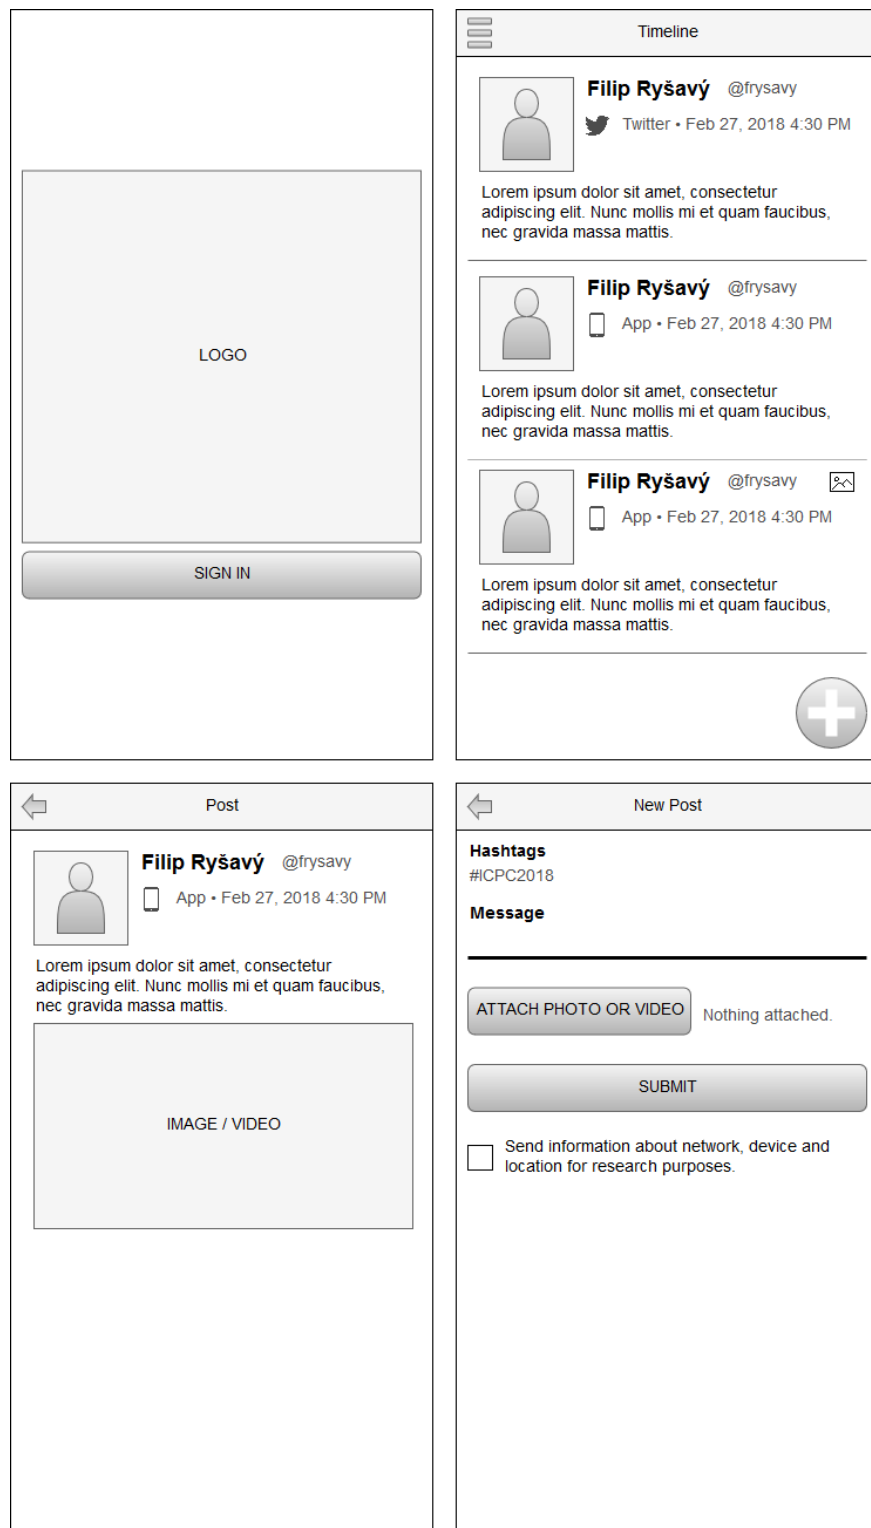 LOGO
SIGN IN
Timeline
Filip Ryšavý @frysavy
Twitter • Feb 27, 2018 4:30 PM
Lorem ipsum dolor sit amet, consectetur
adipiscing elit. Nunc mollis mi et quam faucibus,
nec gravida massa mattis.
Filip Ryšavý @frysavy
App • Feb 27, 2018 4:30 PM
Lorem ipsum dolor sit amet, consectetur
adipiscing elit. Nunc mollis mi et quam faucibus,
nec gravida massa mattis.
Filip Ryšavý @frysavy
App • Feb 27, 2018 4:30 PM
Lorem ipsum dolor sit amet, consectetur
adipiscing elit. Nunc mollis mi et quam faucibus,
nec gravida massa mattis.
Post
Filip Ryšavý @frysavy
App • Feb 27, 2018 4:30 PM
Lorem ipsum dolor sit amet, consectetur
adipiscing elit. Nunc mollis mi et quam faucibus,
nec gravida massa mattis.
IMAGE / VIDEO
New Post
Hashtags
#ICPC2018
Message
ATTACH PHOTO OR VIDEO Nothing attached.
SUBMIT
Send information about network, device and
location for research purposes.